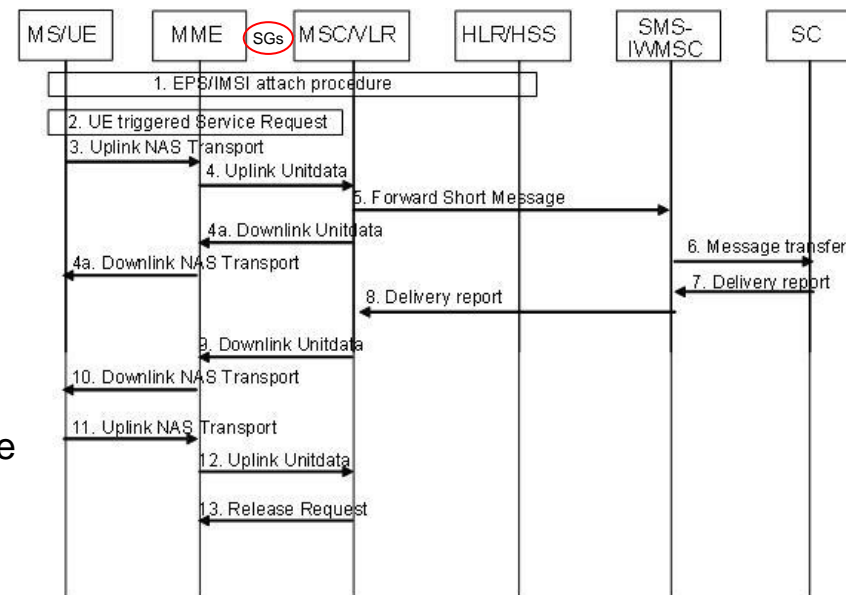 MS/UE
MME
SGs
MSC/VLR
HLR/HSS
SMS-
IWMSC
SC
1. EPS/IMSI attach procedure
2. UE triggered Service Request
3. Uplink NAS Transport
4. Uplink Unitdata
5. Forward Short Message
4a. Downlink Unitdata
6. Message transfer
4a. Downlink NAS Transport
7. Delivery report
8. Delivery report
9. Downlink Unitdata
10. Downlink NAS Transport
11. Uplink NAS Transport
e
12. Uplink Unitdata
13. Release Request